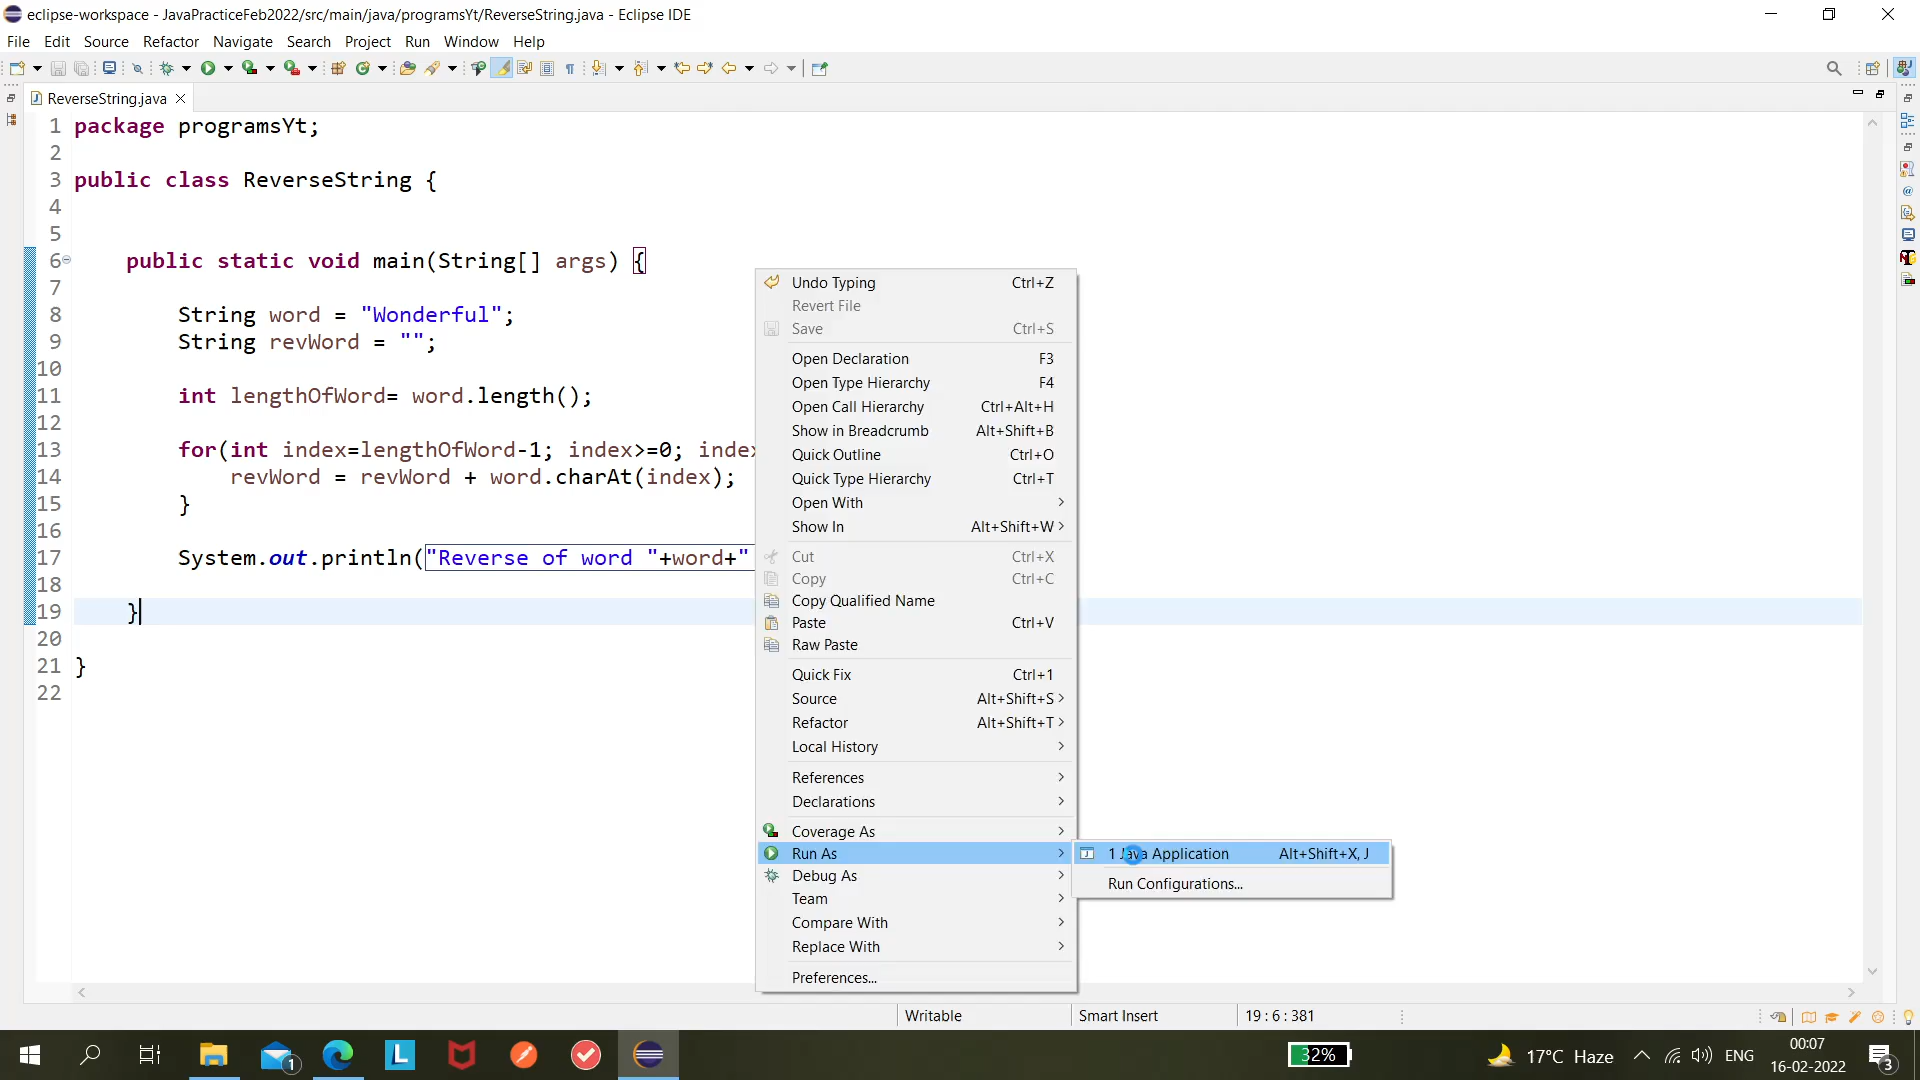 eclipse-workspace - JavaPracticeFeb2022/src/main/java/programsYt/ReverseString.java - Eclipse IDE
File Edit Source Refactor Navigate Search Project Run Window Help
ReverseString.java
1 package programsYt;
2
3 public class ReverseString {
4
5
6 public static void main(String[] args) {
7
8 String word = "Wonderful";
9 String revWord = "";
10
11 int lengthOfWord= word.length();
12
13 for(int index=lengthOfWord-1; index>=0; index
14 revWord = revWord + word.charAt(index);
15 }
16
17 System.out.println("Reverse of word "+word+"
18
19 }
20
21 }
22
Undo Typing Ctrl+Z
Revert File
Save Ctrl+S
Open Declaration F3
Open Type Hierarchy F4
Open Call Hierarchy Ctrl+Alt+H
Show in Breadcrumb Alt+Shift+B
Quick Outline Ctrl+O
Quick Type Hierarchy Ctrl+T
Open With
Show In Alt+Shift+W
Cut Ctrl+X
Copy Ctrl+C
Copy Qualified Name
Paste Ctrl+V
Raw Paste
Quick Fix Ctrl+1
Source Alt+Shift+S
Refactor Alt+Shift+T
Local History
References
Declarations
Coverage As
Run As
Debug As
Team
Compare With
Replace With
Preferences...
1 Java Application Alt+Shift+X, J
Run Configurations...
Writable Smart Insert 19 : 6 : 381
1 L 32% 17°C Haze ENG 00:07
16-02-2022 3